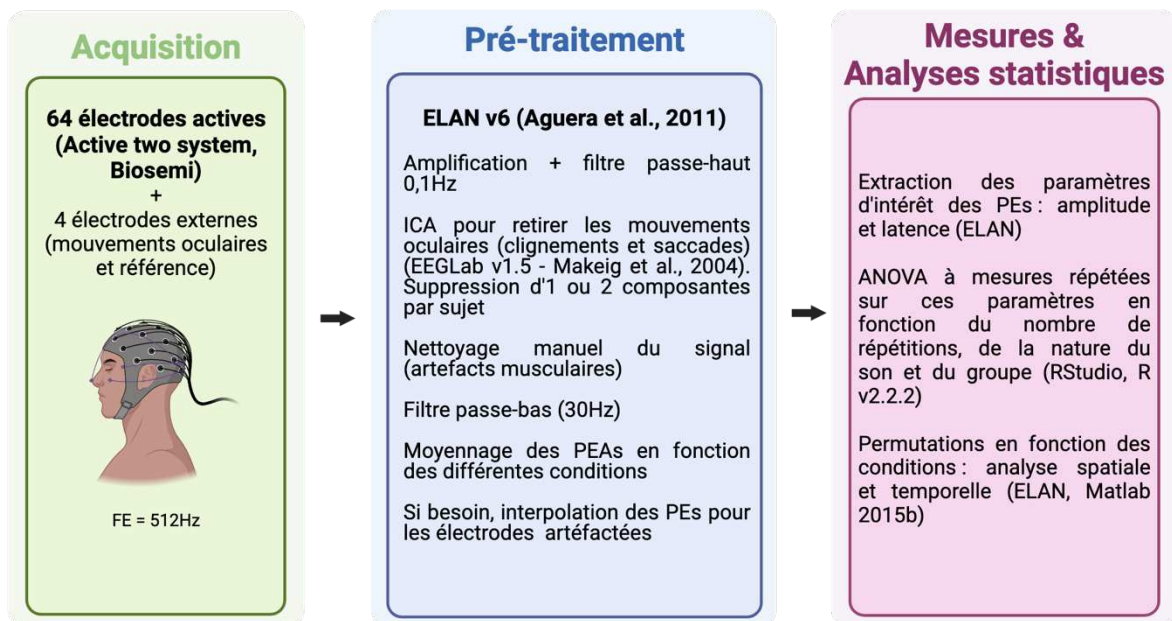 Acquisition
64 électrodes actives
(Active two system,
Biosemi)
+
4 électrodes externes
(mouvements oculaires
et référence)
FE = 512Hz
Pré-traitement
ELAN v6 (Aguera et al., 2011)
Amplification + filtre passe-haut
0,1Hz
ICA pour retirer les mouvements
oculaires (clignements et saccades)
(EEGLab v1.5 - Makeig et al., 2004).
Suppression d'1 ou 2 composantes
par sujet
Nettoyage manuel du signal
(artefacts musculaires)
Filtre passe-bas (30Hz)
Moyennage des PEAs en fonction
des différentes conditions
Si besoin, interpolation des PEs pour
les électrodes artéfactées
Mesures &
Analyses statistiques
Extraction des paramètres
d'intérêt des PEs : amplitude
et latence (ELAN)
ANOVA à mesures répétées
sur ces paramètres en
fonction du nombre de
répétitions, de la nature du
son et du groupe (RStudio, R
v2.2.2)
Permutations en fonction des
conditions : analyse spatiale
et temporelle (ELAN, Matlab
2015b)